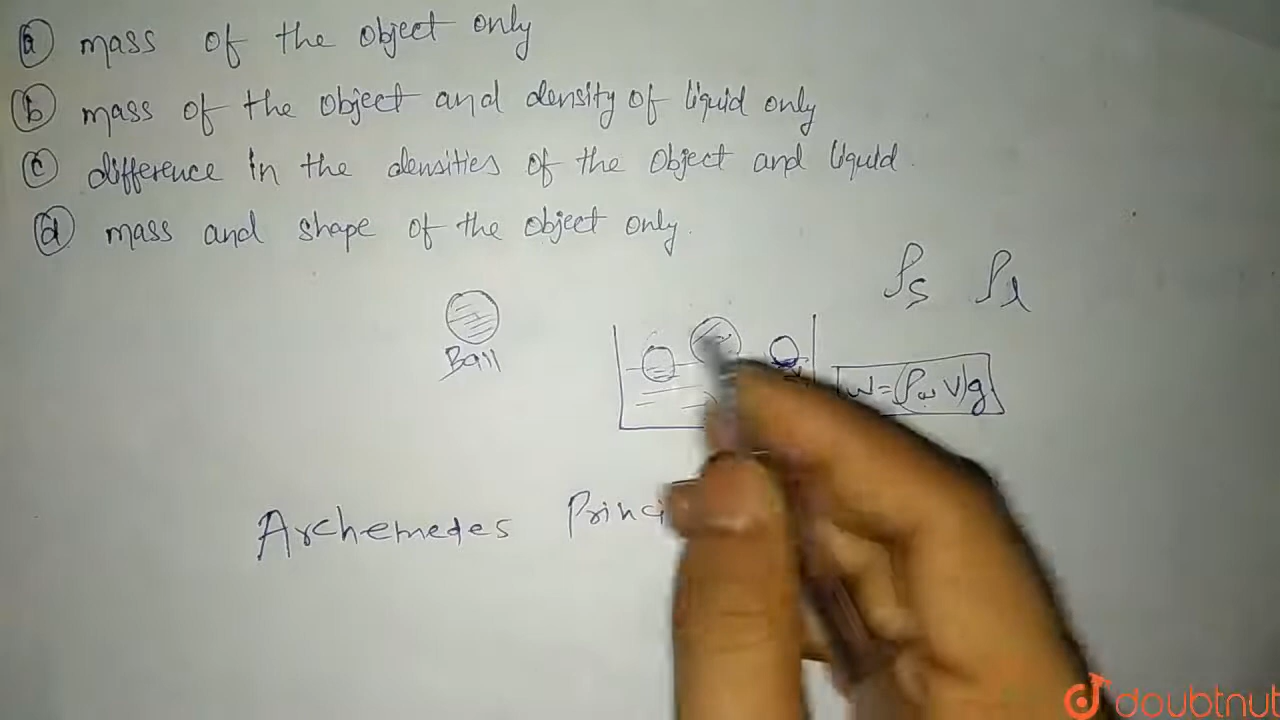 (a) mass of the object only
(b) mass of the object and density of liquid only
(c) difference in the densities of the object and liquid.
(d) mass and shape of the object only.
ρs ρl
Ball
w=(ρw V)g
Archemedes
doubtnut